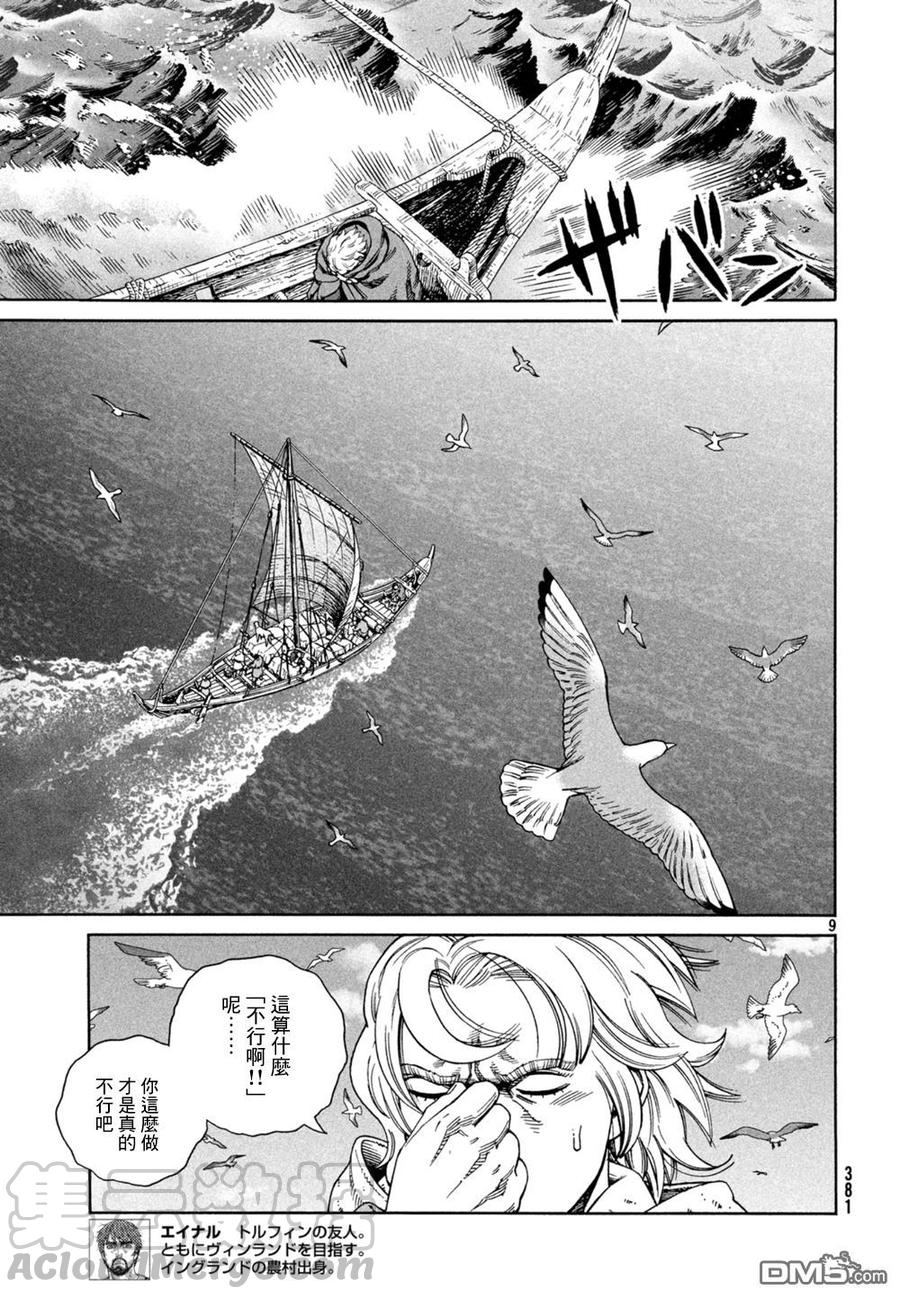 ザバーン
9
這算什麼
「不行啊!!」
呢……
你這麼做
才是真的
不行吧
381
エイナル　トルフィンの友人。
ともにヴィンランドを目指す。
イングランドの農村出身。
DM5.com